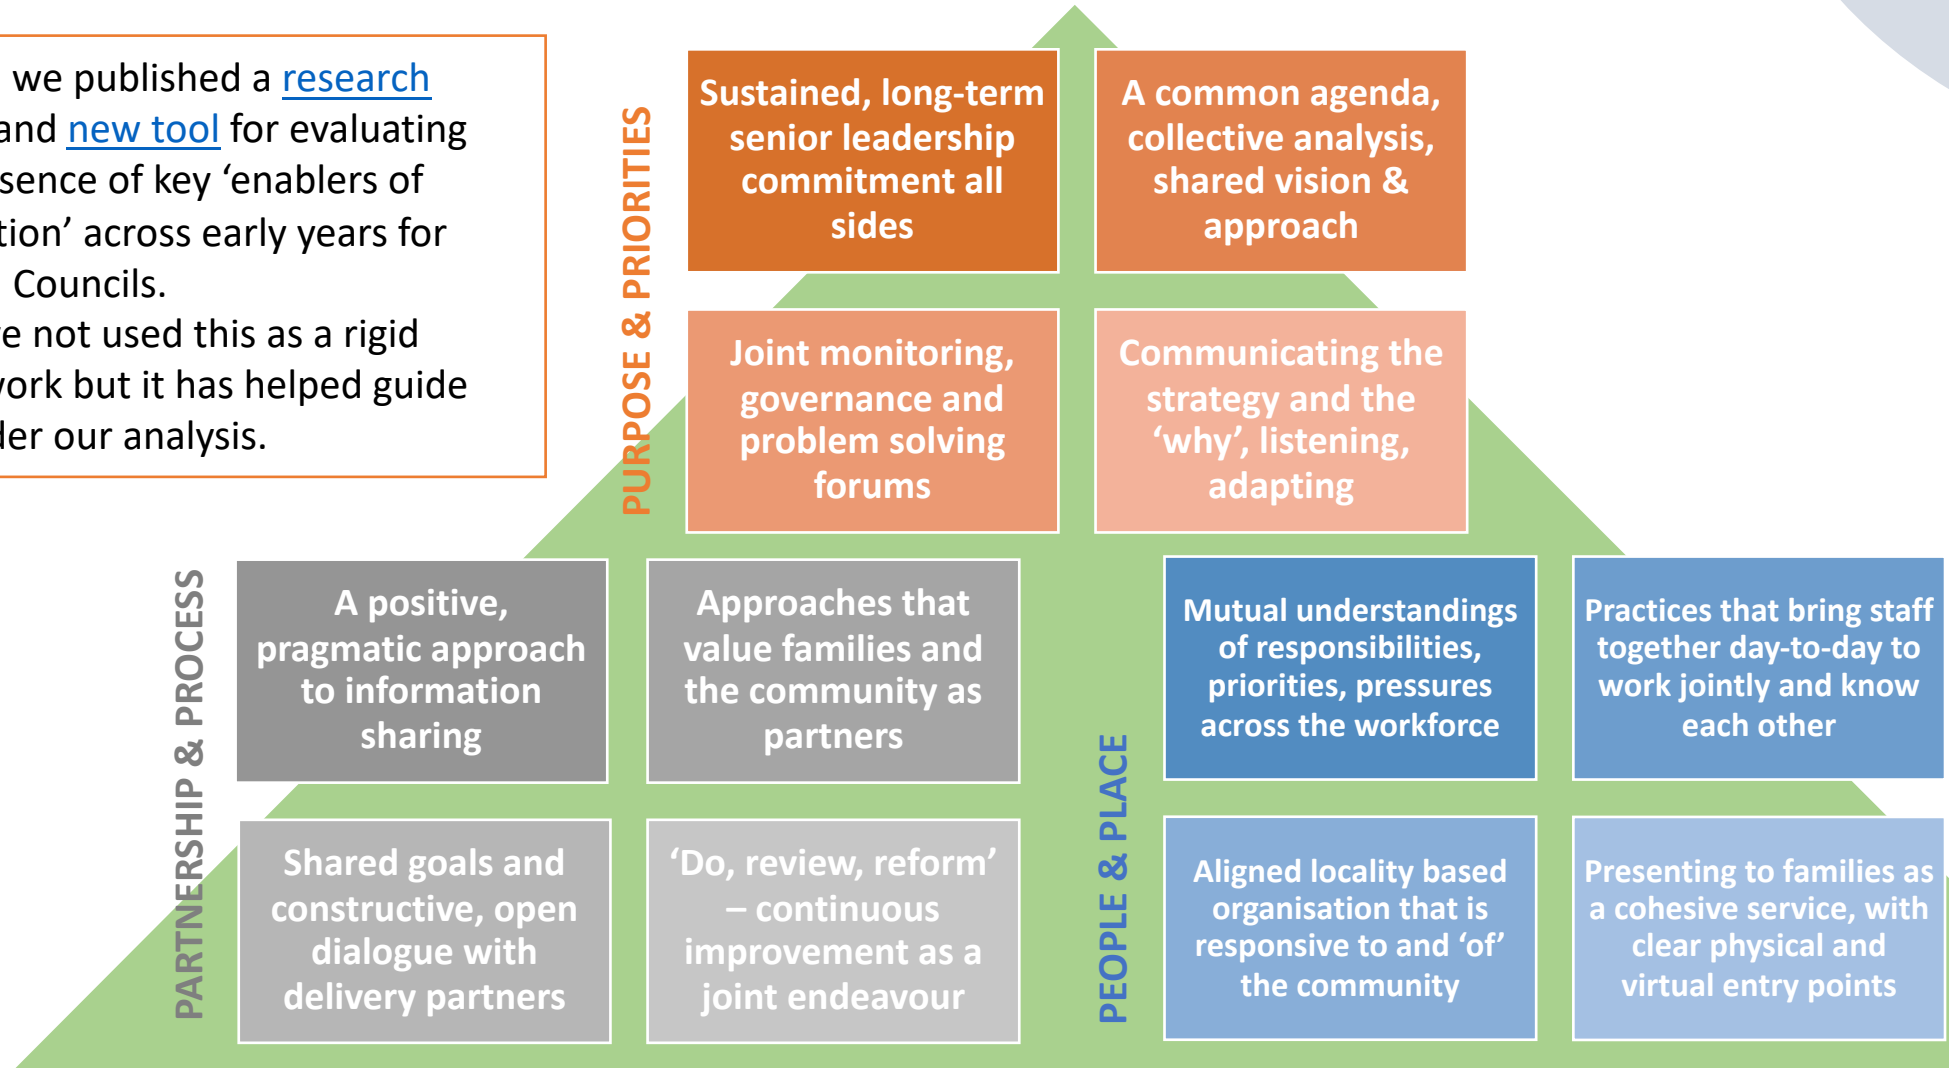 we published a research
and new tool for evaluating
of key ‘enablers of
across early years for
Councils.
not used this as a rigid
but it has helped guide
our analysis.
PURPOSE & PRIORITIES
Sustained, long-term
senior leadership
commitment all
sides
A common agenda,
collective analysis,
shared vision &
approach
Joint monitoring,
governance and
problem solving
forums
Communicating the
strategy and the
‘why’, listening,
adapting
PARTNERSHIP & PROCESS
A positive,
pragmatic approach
to information
sharing
Approaches that
value families and
the community as
partners
Shared goals and
constructive, open
dialogue with
delivery partners
‘Do, review, reform’
– continuous
improvement as a
joint endeavour
PEOPLE & PLACE
Mutual understandings
of responsibilities,
priorities, pressures
across the workforce
Practices that bring staff
together day-to-day to
work jointly and know
each other
Aligned locality based
organisation that is
responsive to and ‘of’
the community
Presenting to families as
a cohesive service, with
clear physical and
virtual entry points